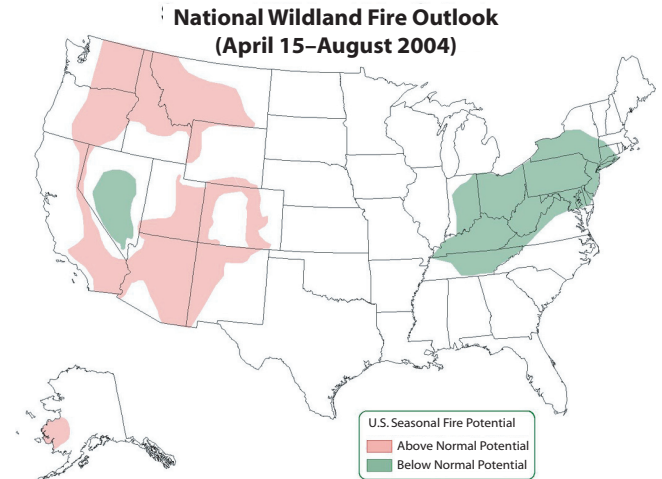 National Wildland Fire Outlook
(April 15–August 2004)
U.S. Seasonal Fire Potential
Above Normal Potential
Below Normal Potential